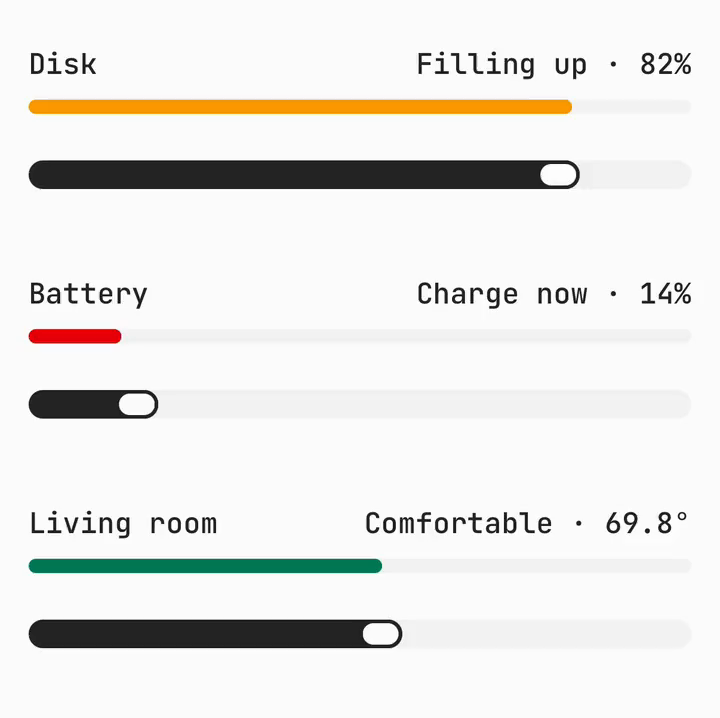 Disk Filling up · 82%
Battery Charge now · 14%
Living room Comfortable · 69.8°